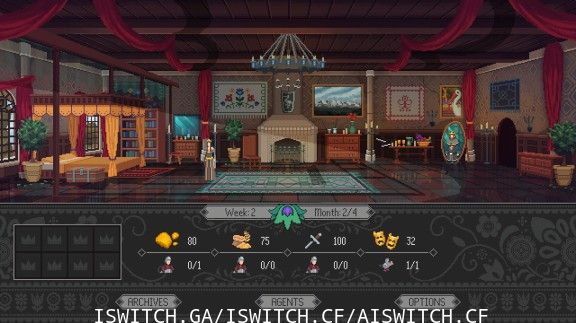 Week: 2 Month: 2/4
80 75 100 32
0/1 0/0 0/0 1/1
ARCHIVES AGENTS OPTIONS
ISWITCH.GA/ISWITCH.CF/AISWITCH.CF